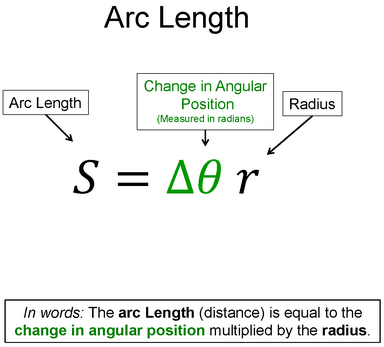 Arc Length
Change in Angular
Position
(Measured in radians)
Arc Length
Radius
S = Δθ r
In words: The arc Length (distance) is equal to the
change in angular position multiplied by the radius.